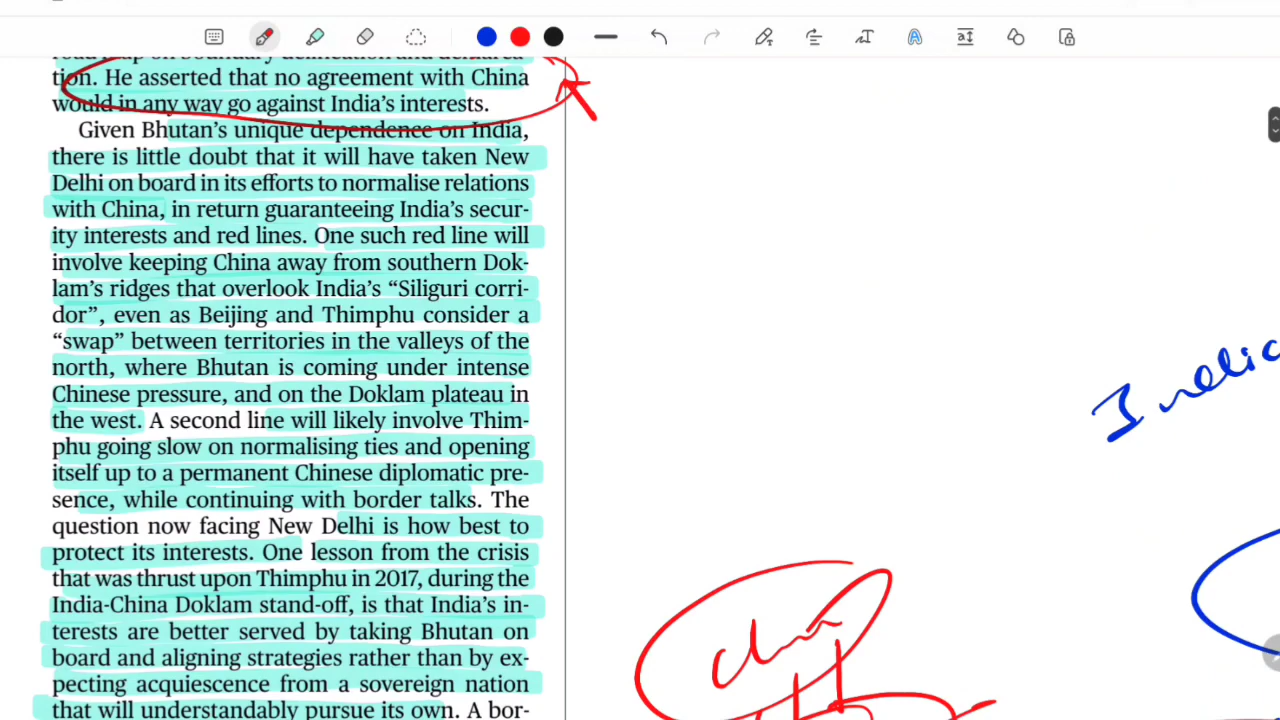 tion. He asserted that no agreement with China
would in any way go against India's interests.
Given Bhutan's unique dependence on India,
there is little doubt that it will have taken New
Delhi on board in its efforts to normalise relations
with China, in return guaranteeing India's secur-
ity interests and red lines. One such red line will
involve keeping China away from southern Dok-
lam's ridges that overlook India's “Siliguri corri-
dor”, even as Beijing and Thimphu consider a
“swap” between territories in the valleys of the
north, where Bhutan is coming under intense
Chinese pressure, and on the Doklam plateau in
the west. A second line will likely involve Thim-
phu going slow on normalising ties and opening
itself up to a permanent Chinese diplomatic pre-
sence, while continuing with border talks. The
question now facing New Delhi is how best to
protect its interests. One lesson from the crisis
that was thrust upon Thimphu in 2017, during the
India-China Doklam stand-off, is that India's in-
terests are better served by taking Bhutan on
board and aligning strategies rather than by ex-
pecting acquiescence from a sovereign nation
that will understandably pursue its own. A bor-
India